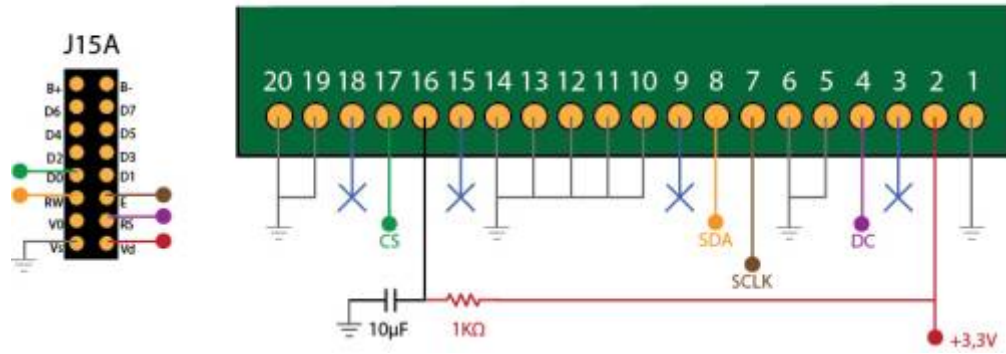 J15A
B+ B-
D6 D7
D4 D5
D2 D3
D0 D1
RW E
V0 RS
Vs Vd
20 19 18 17 16 15 14 13 12 11 10 9 8 7 6 5 4 3 2 1
CS SDA DC
SCLK
10µF 1KΩ +3,3V